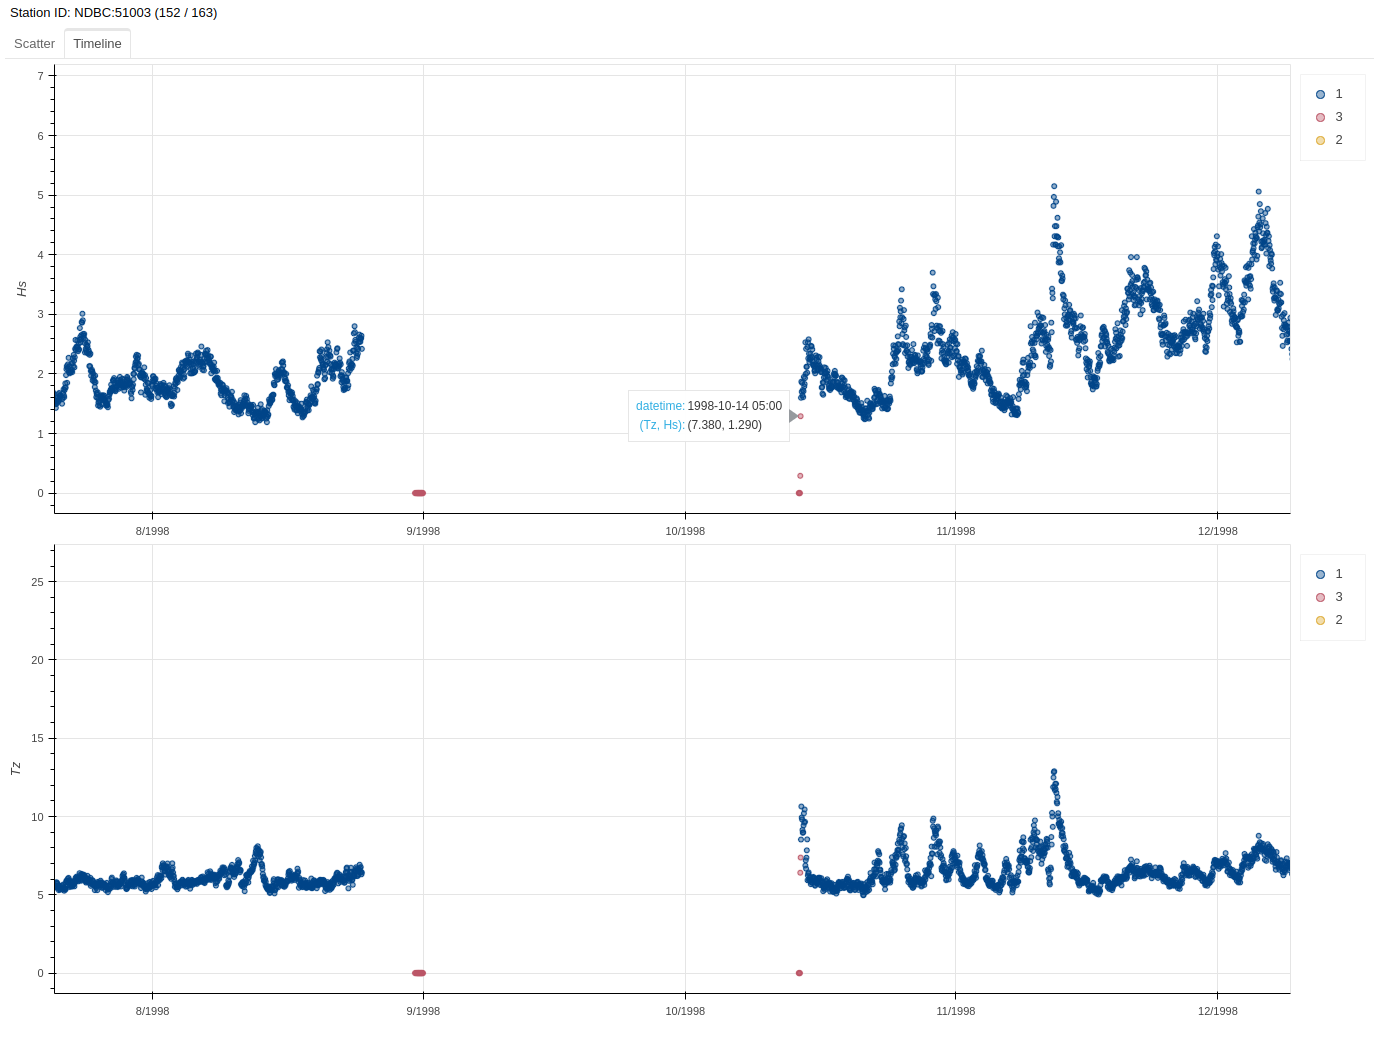 Station ID: NDBC:51003 (152 / 163)
Scatter Timeline
7
6
5
4
3
2
1
0
Hs
1
3
2
datetime: 1998-10-14 05:00
(Tz, Hs): (7.380, 1.290)
8/1998 9/1998 10/1998 11/1998 12/1998
25
20
15
10
5
0
Tz
1
3
2
8/1998 9/1998 10/1998 11/1998 12/1998